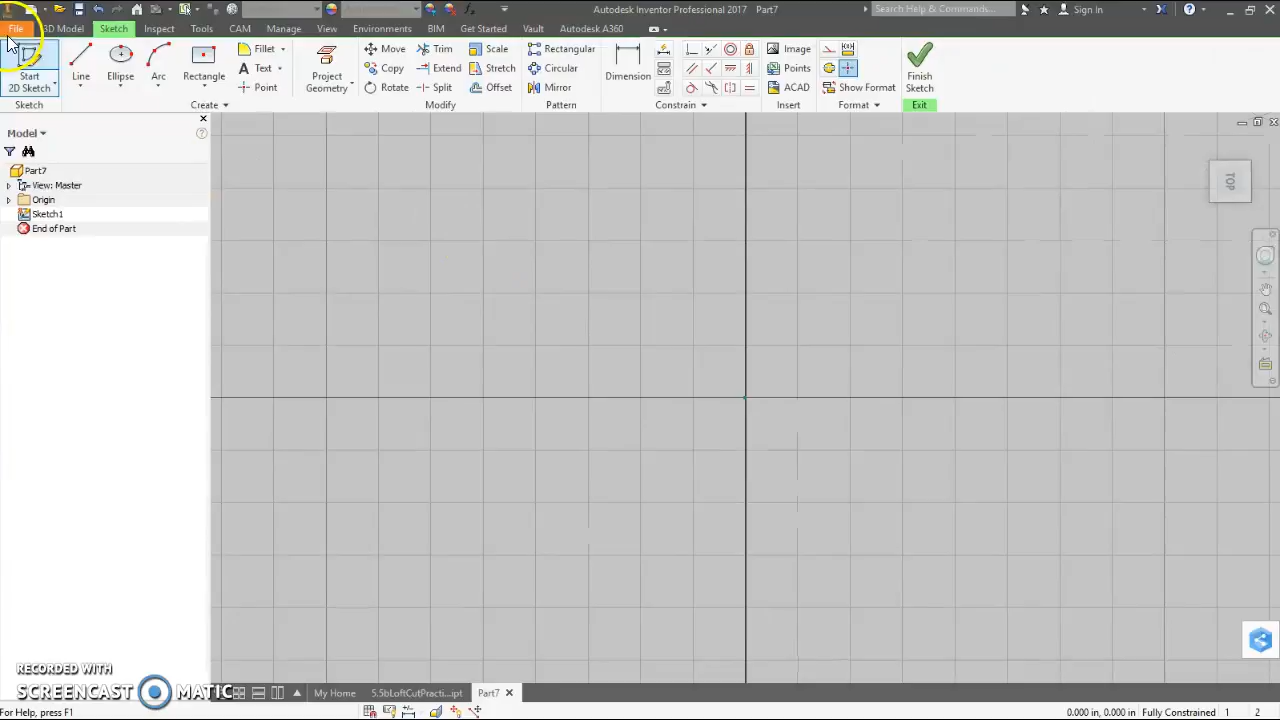 Autodesk Inventor Professional 2017 Part7
Search Help & Commands...
Sign In
File
3D Model
Sketch
Inspect
Tools
CAM
Manage
View
Environments
BIM
Get Started
Vault
Autodesk A360
Start
2D Sketch
Line
Ellipse
Arc
Rectangle
Fillet
Text
Point
Project
Geometry
Move
Copy
Rotate
Trim
Extend
Split
Scale
Stretch
Offset
Rectangular
Circular
Mirror
Dimension
Image
Points
ACAD
Show Format
Finish
Sketch
Sketch
Create
Modify
Pattern
Constrain
Insert
Format
Exit
Model
Part7
View: Master
Origin
Sketch1
End of Part
TOP
RECORDED WITH
SCREENCAST MATIC
My Home
5.5bLoftCutPracti...ipt
Part7
For Help, press F1
0.000 in, 0.000 in
Fully Constrained
1
2